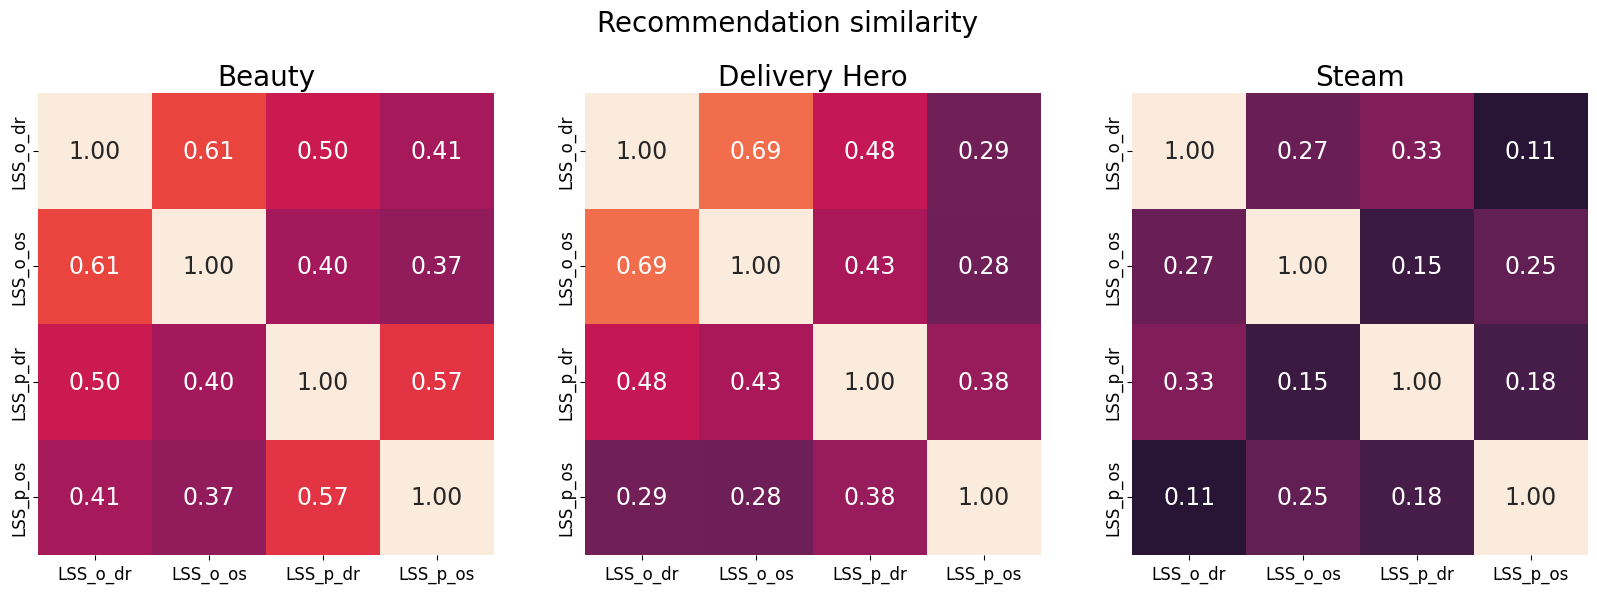 Recommendation similarity
Beauty
LSS_o_dr 1.00 0.61 0.50 0.41
LSS_o_os 0.61 1.00 0.40 0.37
LSS_p_dr 0.50 0.40 1.00 0.57
LSS_p_os 0.41 0.37 0.57 1.00
LSS_o_dr LSS_o_os LSS_p_dr LSS_p_os
Delivery Hero
LSS_o_dr 1.00 0.69 0.48 0.29
LSS_o_os 0.69 1.00 0.43 0.28
LSS_p_dr 0.48 0.43 1.00 0.38
LSS_p_os 0.29 0.28 0.38 1.00
LSS_o_dr LSS_o_os LSS_p_dr LSS_p_os
Steam
LSS_o_dr 1.00 0.27 0.33 0.11
LSS_o_os 0.27 1.00 0.15 0.25
LSS_p_dr 0.33 0.15 1.00 0.18
LSS_p_os 0.11 0.25 0.18 1.00
LSS_o_dr LSS_o_os LSS_p_dr LSS_p_os